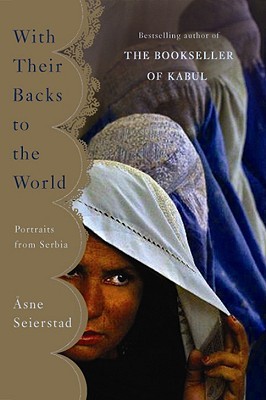 With Their
Backs to
the World
Portraits
from Serbia
Åsne
Seierstad
Bestselling author of
THE BOOKSELLER
OF KABUL